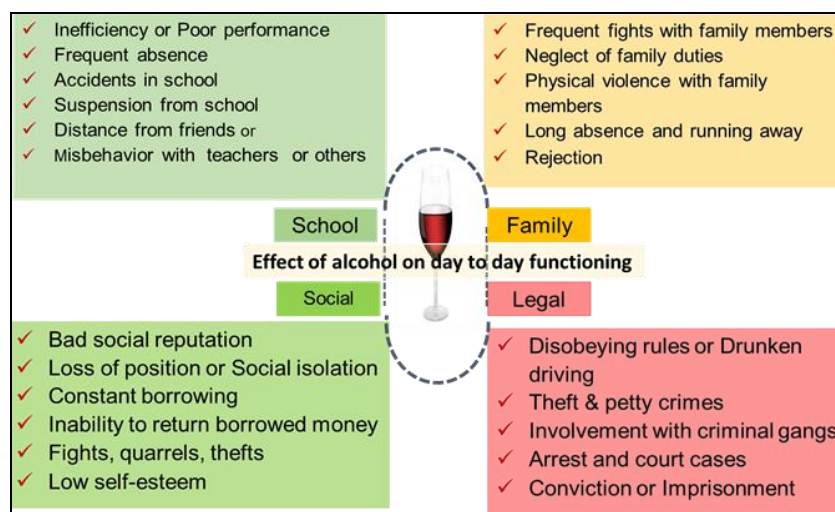 ✓ Inefficiency or Poor performance
✓ Frequent absence
✓ Accidents in school
✓ Suspension from school
✓ Distance from friends or
✓ Misbehavior with teachers or others
✓ Frequent fights with family members
✓ Neglect of family duties
✓ Physical violence with family
members
✓ Long absence and running away
✓ Rejection
School
Family
Effect of alcohol on day to day functioning
Social
Legal
✓ Bad social reputation
✓ Loss of position or Social isolation
✓ Constant borrowing
✓ Inability to return borrowed money
✓ Fights, quarrels, thefts
✓ Low self-esteem
✓ Disobeying rules or Drunken
driving
✓ Theft & petty crimes
✓ Involvement with criminal gangs
✓ Arrest and court cases
✓ Conviction or Imprisonment